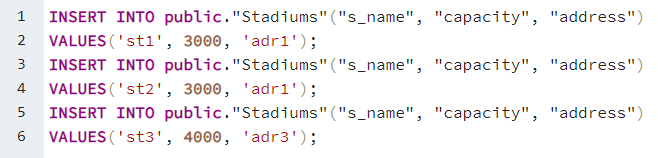 1 INSERT INTO public."Stadiums"("s_name", "capacity", "address")
2 VALUES('st1', 3000, 'adr1');
3 INSERT INTO public."Stadiums"("s_name", "capacity", "address")
4 VALUES('st2', 3000, 'adr1');
5 INSERT INTO public."Stadiums"("s_name", "capacity", "address")
6 VALUES('st3', 4000, 'adr3');